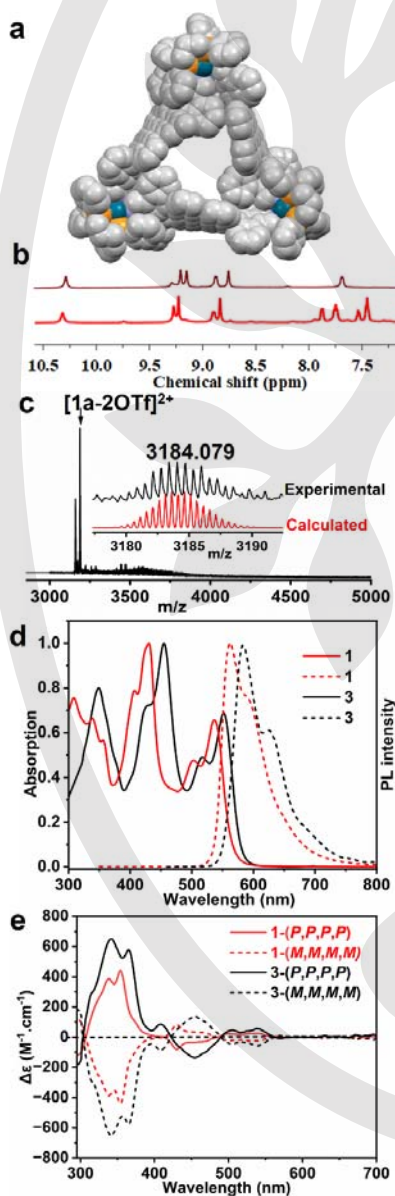 a
b
10.5 10.0 9.5 9.0 8.5 8.0 7.5
Chemical shift (ppm)
c
[1a-2OTf]²⁺
3184.079
Experimental
Calculated
3180 3185 3190
m/z
3000 3500 4000 4500 5000
m/z
d
1.0
0.8
0.6
0.4
0.2
0.0
Absorption
PL intensity
1
1
3
3
300 400 500 600 700 800
Wavelength (nm)
e
800
600
400
200
0
−200
−400
−600
−800
Δε (M⁻¹.cm⁻¹)
1-(P,P,P,P)
1-(M,M,M,M)
3-(P,P,P,P)
3-(M,M,M,M)
300 400 500 600 700
Wavelength (nm)